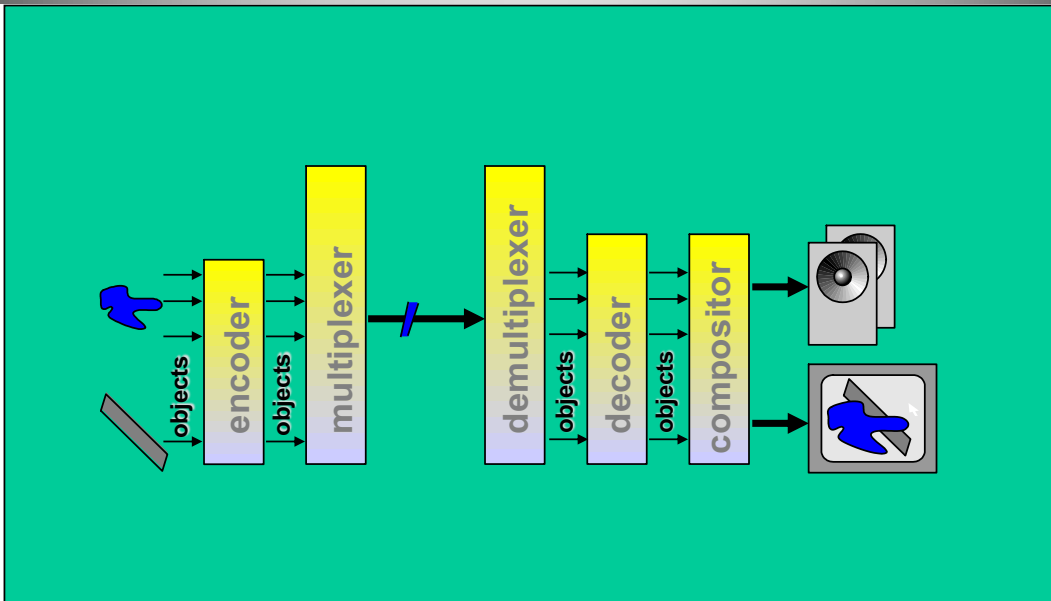 objects
encoder
objects
multiplexer
demultiplexer
objects
decoder
objects
compositor